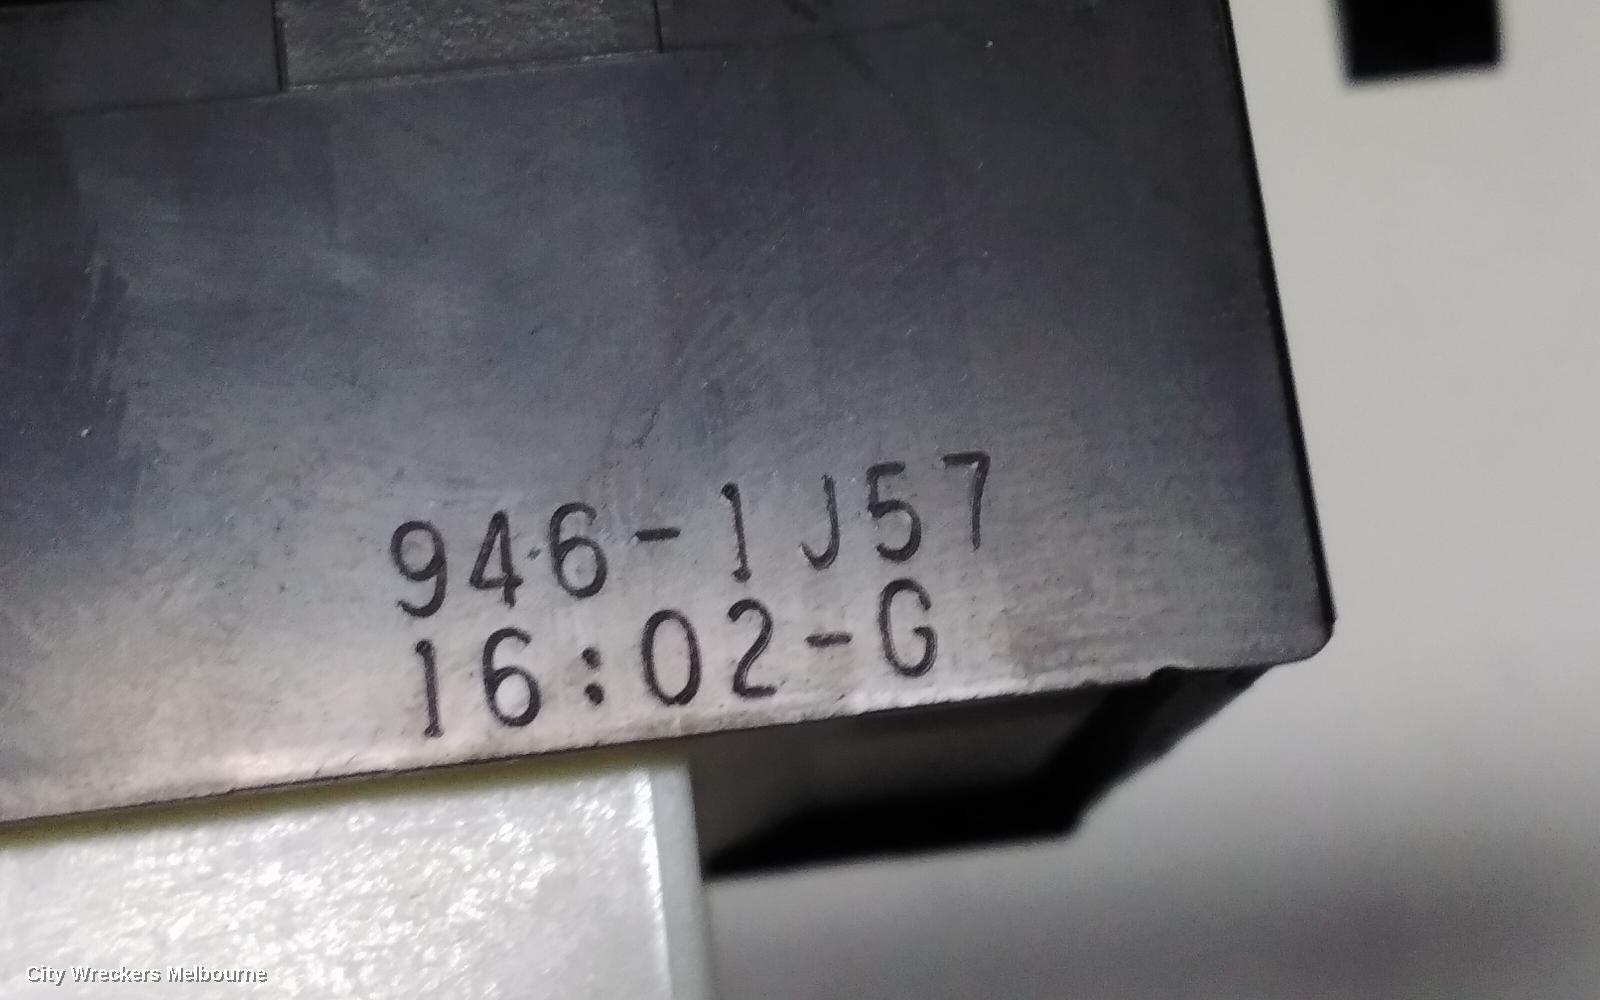 946-1J57
16:02-G
City Wreckers Melbourne